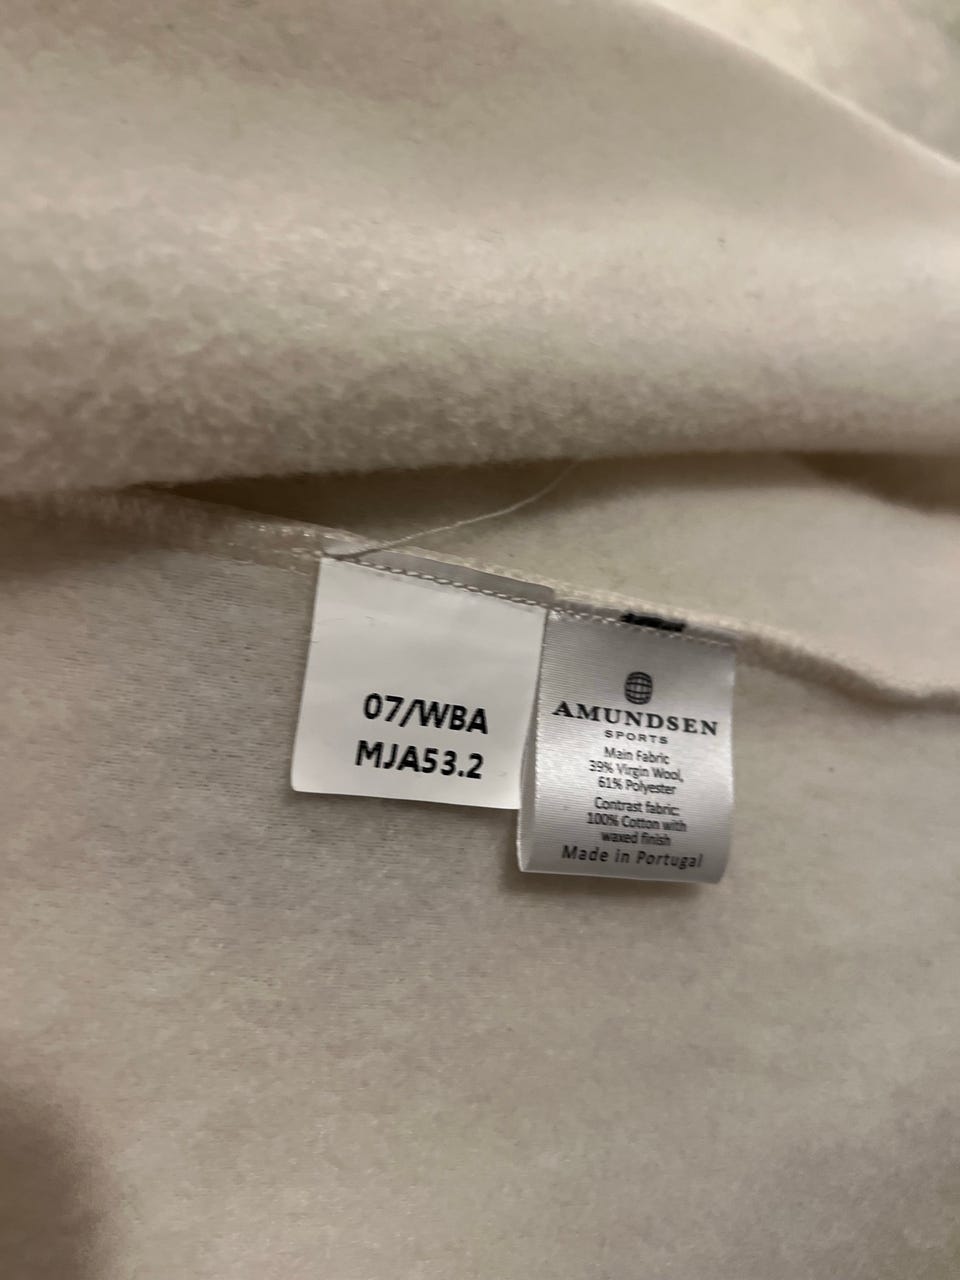 07/WBA
MJA53.2
AMUNDSEN
SPORTS
Main Fabric
39% Virgin Wool,
61% Polyester
Contrast fabric:
100% Cotton with
waxed finish
Made in Portugal